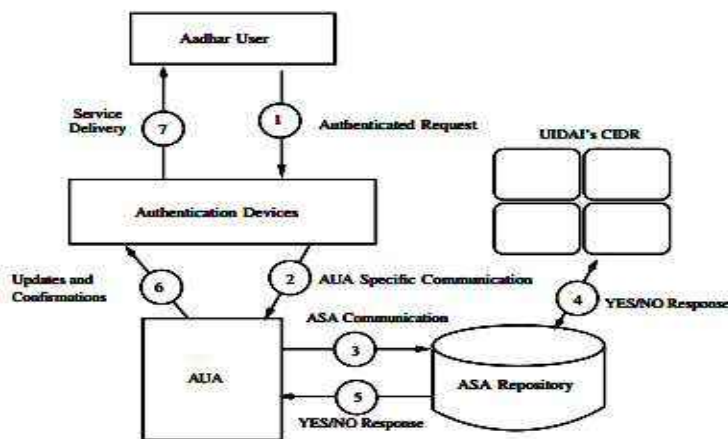 Aadhar User
Service
Delivery
7
1
Authenticated Request
UIDAI's CIDR
Authentication Devices
Updates and
Confirmations
6
2
AUA Specific Communication
4
YES/NO Response
ASA Communication
3
AUA
ASA Repository
5
YES/NO Response